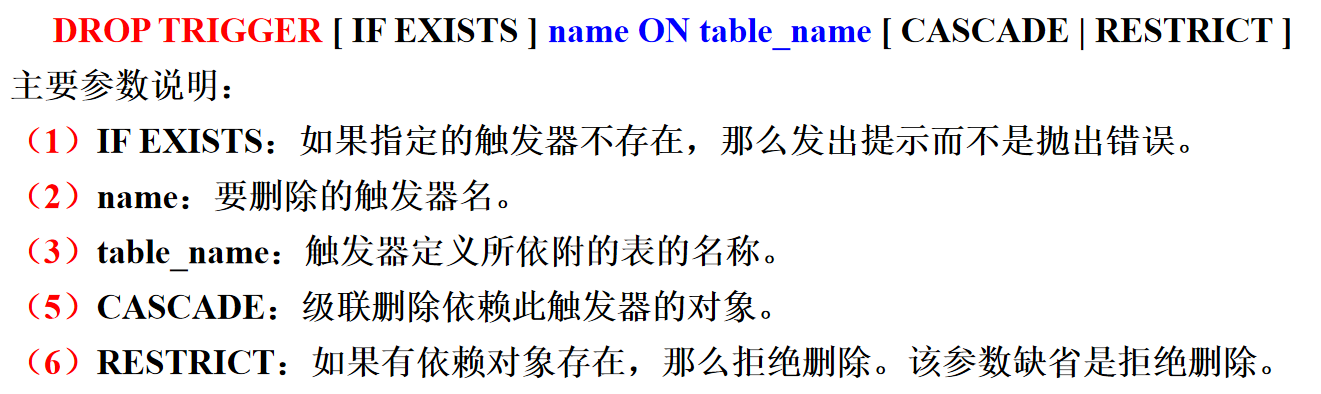 DROP TRIGGER [ IF EXISTS ] name ON table_name [ CASCADE | RESTRICT ]
主要参数说明：
（1）IF EXISTS：如果指定的触发器不存在，那么发出提示而不是抛出错误。
（2）name：要删除的触发器名。
（3）table_name：触发器定义所依附的表的名称。
（5）CASCADE：级联删除依赖此触发器的对象。
（6）RESTRICT：如果有依赖对象存在，那么拒绝删除。该参数缺省是拒绝删除。